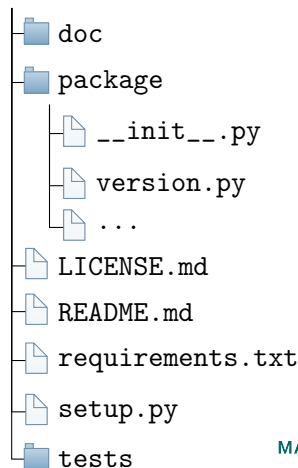 doc
package
__init__.py
version.py
...
LICENSE.md
README.md
requirements.txt
setup.py
tests